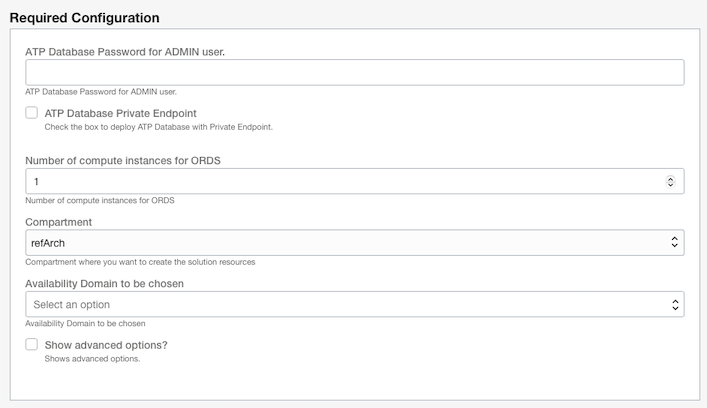 Required Configuration
ATP Database Password for ADMIN user.
ATP Database Password for ADMIN user.
ATP Database Private Endpoint
Check the box to deploy ATP Database with Private Endpoint.
Number of compute instances for ORDS
1
Number of compute instances for ORDS
Compartment
refArch
Compartment where you want to create the solution resources
Availability Domain to be chosen
Select an option
Availability Domain to be chosen
Show advanced options?
Shows advanced options.